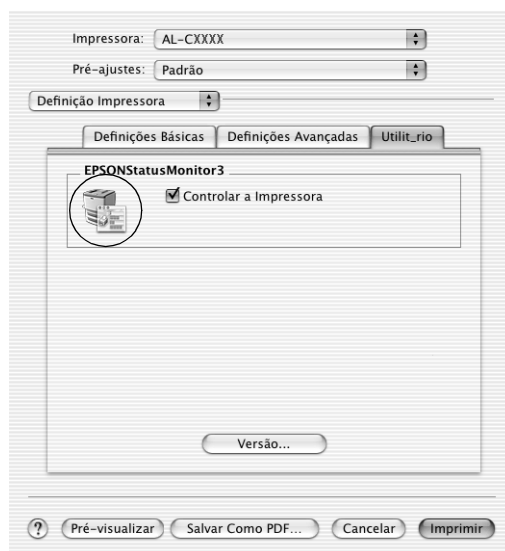 Impressora: AL-CXXXX
Pré-ajustes: Padrão
Definição Impressora
Definições Básicas Definições Avançadas Utilit_rio
EPSONStatusMonitor3
Controlar a Impressora
Versão...
? Pré-visualizar Salvar Como PDF... Cancelar Imprimir